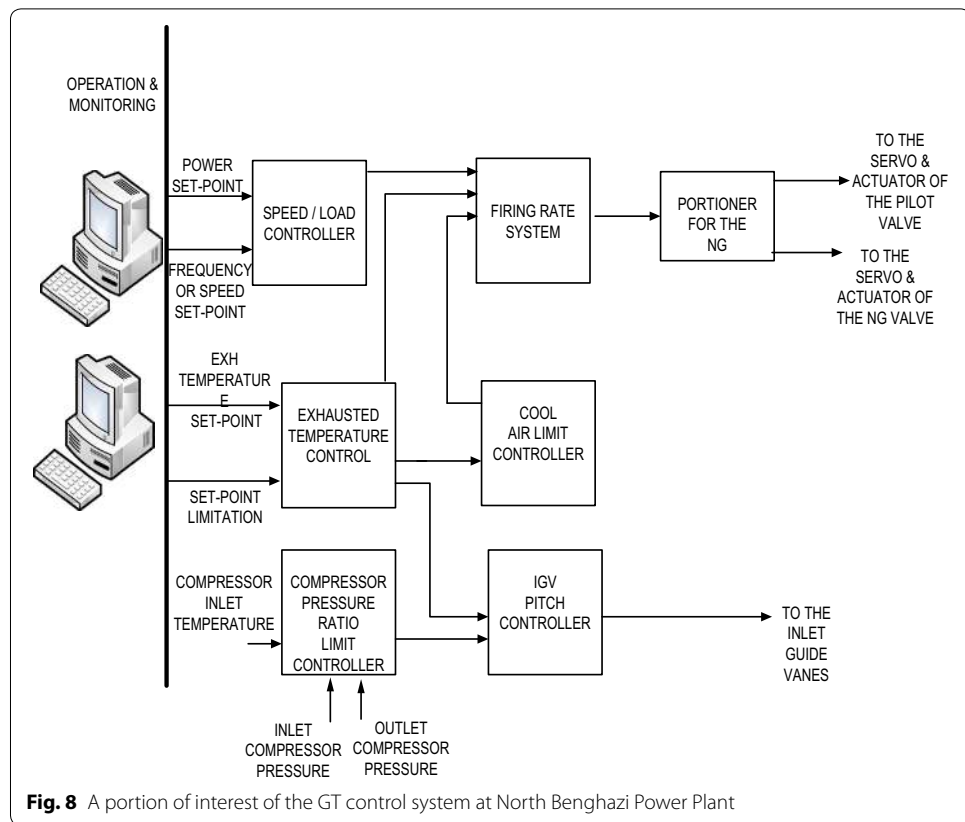 OPERATION &
MONITORING
POWER
SET-POINT
FREQUENCY
OR SPEED
SET-POINT
SPEED / LOAD
CONTROLLER
FIRING RATE
SYSTEM
PORTIONER
FOR THE
NG
TO THE
SERVO &
ACTUATOR OF
THE PILOT
VALVE
TO THE
SERVO &
ACTUATOR OF
THE NG VALVE
EXH
TEMPERATUR
E
SET-POINT
SET-POINT
LIMITATION
EXHAUSTED
TEMPERATURE
CONTROL
COOL
AIR LIMIT
CONTROLLER
COMPRESSOR
INLET
TEMPERATURE
COMPRESSOR
PRESSURE
RATIO
LIMIT
CONTROLLER
IGV
PITCH
CONTROLLER
TO THE
INLET
GUIDE
VANES
INLET
COMPRESSOR
PRESSURE
OUTLET
COMPRESSOR
PRESSURE
Fig. 8 A portion of interest of the GT control system at North Benghazi Power Plant